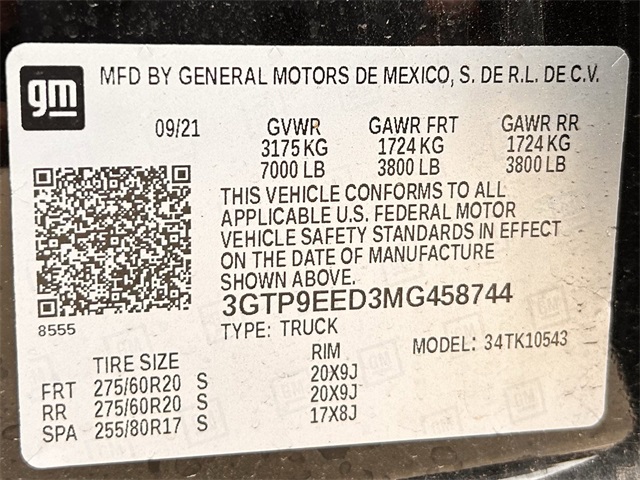 gm
MFD BY GENERAL MOTORS DE MEXICO, S. DE R.L. DE C.V.
09/21 GVWR GAWR FRT GAWR RR
3175 KG 1724 KG 1724 KG
7000 LB 3800 LB 3800 LB
THIS VEHICLE CONFORMS TO ALL
APPLICABLE U.S. FEDERAL MOTOR
VEHICLE SAFETY STANDARDS IN EFFECT
ON THE DATE OF MANUFACTURE
SHOWN ABOVE.
3GTP9EED3MG458744
8555
TYPE: TRUCK
MODEL: 34TK10543
TIRE SIZE RIM
FRT 275/60R20 S 20X9J
RR 275/60R20 S 20X9J
SPA 255/80R17 S 17X8J